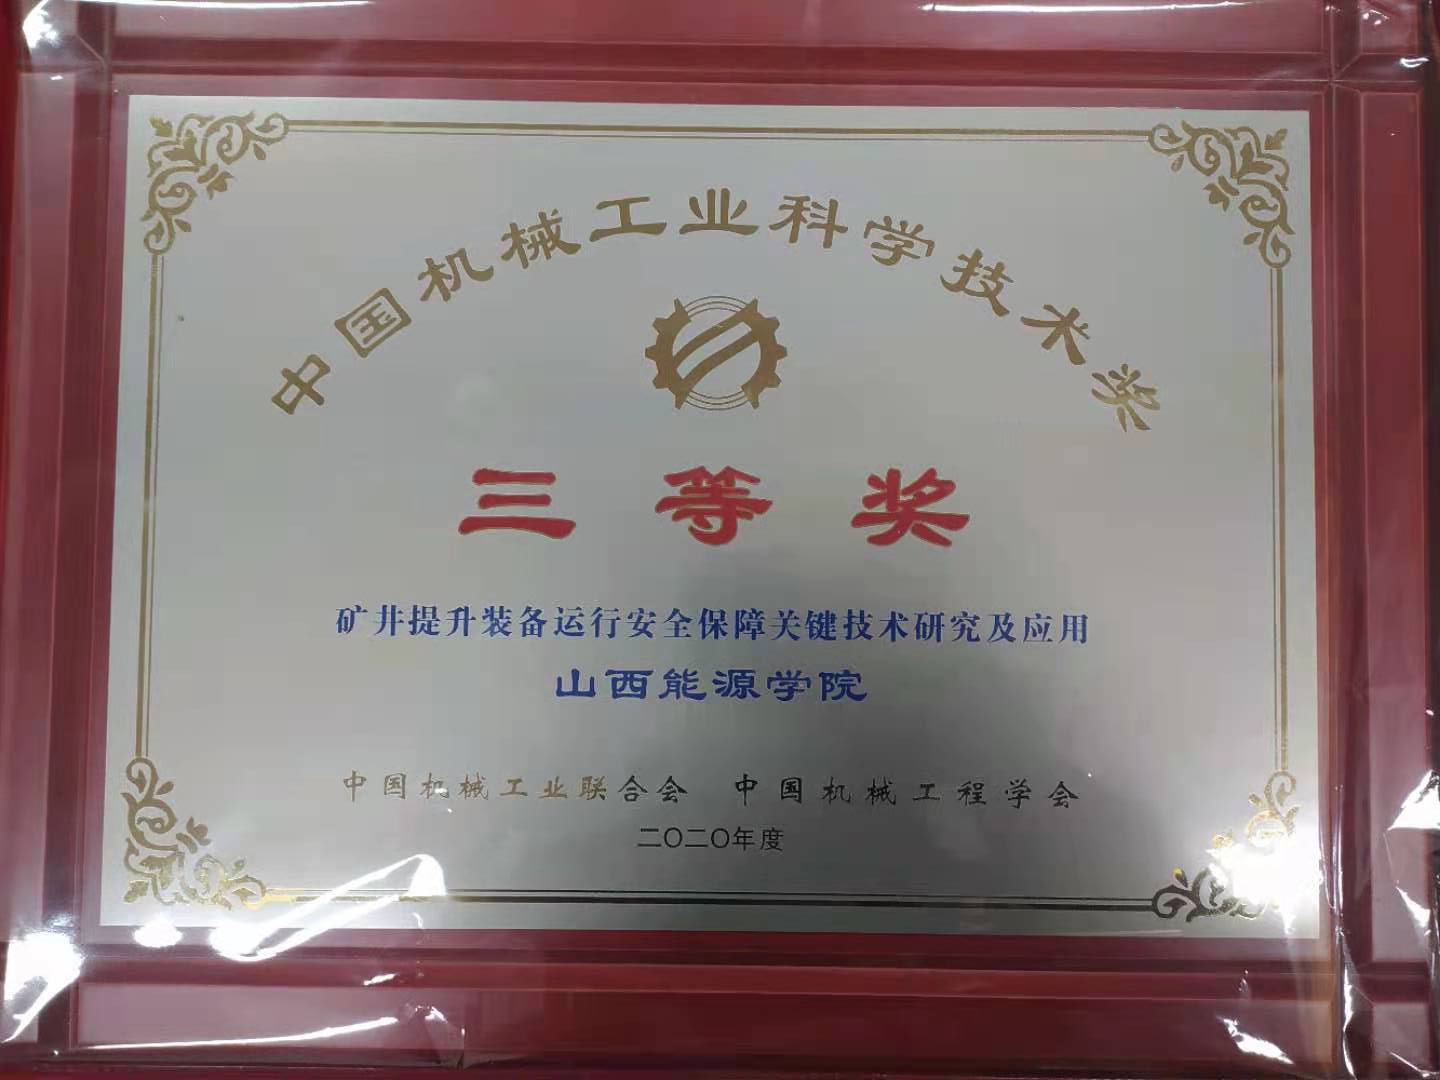 中国机械工业科学技术奖
三等奖
矿井提升装备运行安全保障关键技术研究及应用
山西能源学院
中国机械工业联合会 中国机械工程学会
二〇二〇年度